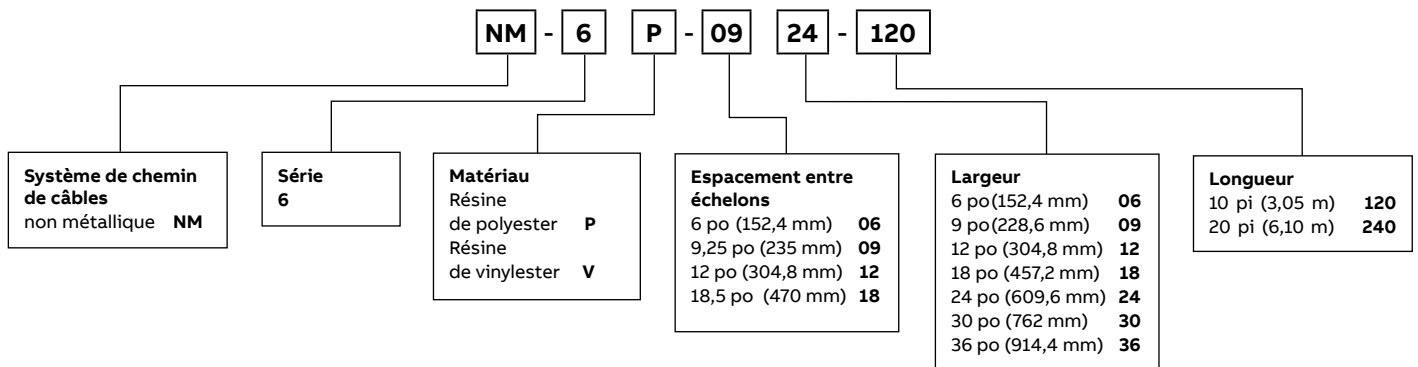 NM - 6 P - 09 24 - 120
Système de chemin
de câbles
non métallique NM
Série
6
Matériau
Résine
de polyester P
Résine
de vinylester V
Espacement entre
échelons
6 po (152,4 mm) 06
9,25 po (235 mm) 09
12 po (304,8 mm) 12
18,5 po (470 mm) 18
Largeur
6 po (152,4 mm) 06
9 po (228,6 mm) 09
12 po (304,8 mm) 12
18 po (457,2 mm) 18
24 po (609,6 mm) 24
30 po (762 mm) 30
36 po (914,4 mm) 36
Longueur
10 pi (3,05 m) 120
20 pi (6,10 m) 240